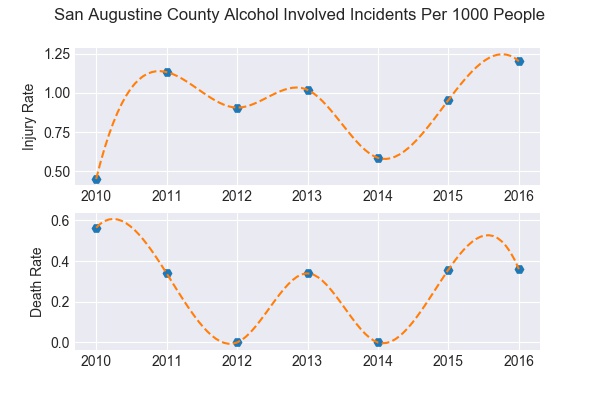 San Augustine County Alcohol Involved Incidents Per 1000 People
Injury Rate
1.25
1.00
0.75
0.50
2010 2011 2012 2013 2014 2015 2016
Death Rate
0.6
0.4
0.2
0.0
2010 2011 2012 2013 2014 2015 2016